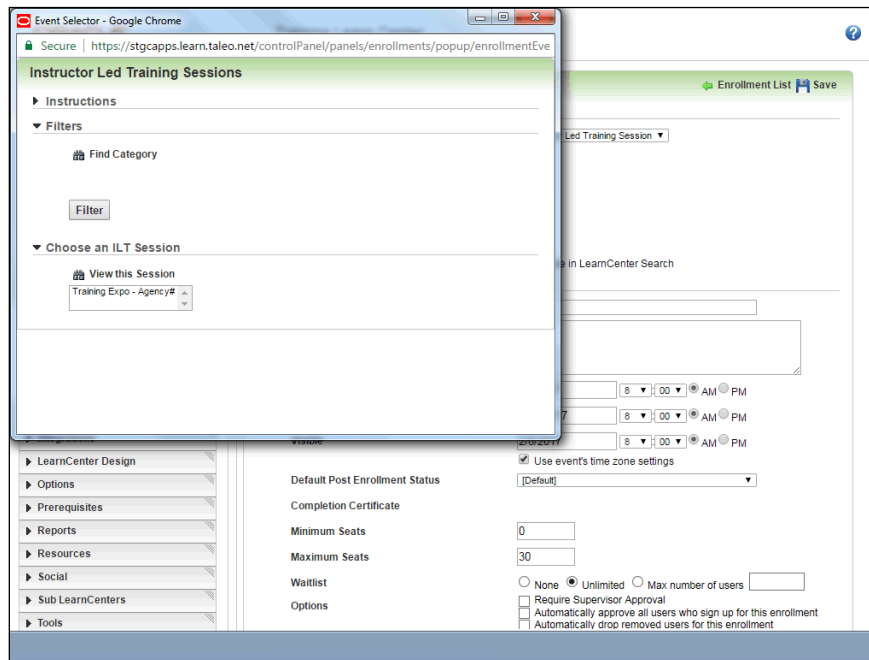 Event Selector - Google Chrome
Secure | https://stgcapps.learn.taleo.net/controlPanel/panels/enrollments/popup/enrollmentEve
Instructor Led Training Sessions
Instructions
Filters
Find Category
Filter
Choose an ILT Session
View this Session
Training Expo - Agency#
?
Enrollment List Save
Led Training Session
in LearnCenter Search
8 : 00 AM PM
8 : 00 AM PM
8 : 00 AM PM
Use event's time zone settings
Default Post Enrollment Status [Default]
Completion Certificate
Minimum Seats 0
Maximum Seats 30
Waitlist None Unlimited Max number of users
Options Require Supervisor Approval
Automatically approve all users who sign up for this enrollment
Automatically drop removed users for this enrollment
LearnCenter Design
Options
Prerequisites
Reports
Resources
Social
Sub LearnCenters
Tools